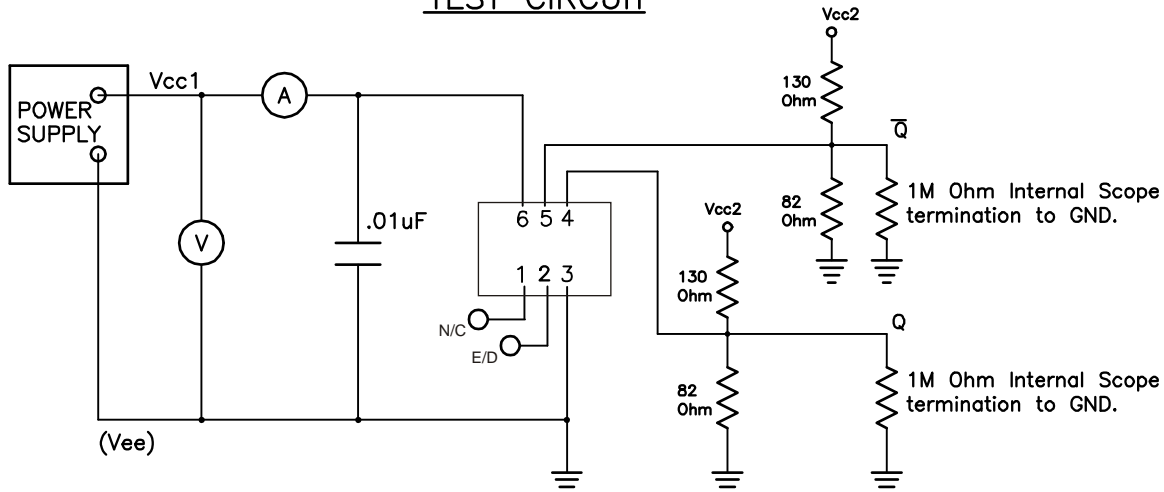 TEST CIRCUIT
Vcc2
POWER
SUPPLY
Vcc1
A
130
Ohm
Q̅
V
.01uF
6 5 4
1 2 3
N/C
E/D
82
Ohm
1M Ohm Internal Scope
termination to GND.
Vcc2
130
Ohm
Q
82
Ohm
1M Ohm Internal Scope
termination to GND.
(Vee)